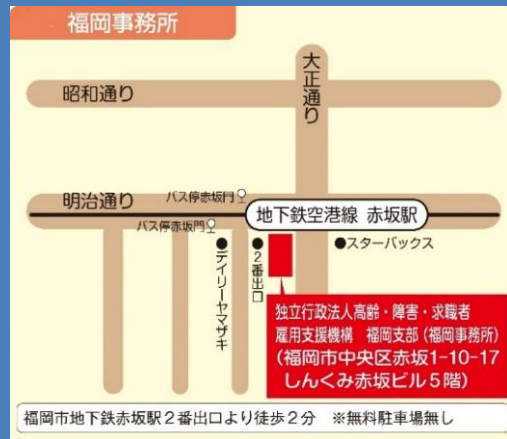 福岡事務所
昭和通り
大正通り
明治通り
バス停赤坂門
地下鉄空港線 赤坂駅
バス停赤坂門
●デイリーヤマザキ
●2番出口
●スターバックス
独立行政法人高齢・障害・求職者
雇用支援機構 福岡支部(福岡事務所)
(福岡市中央区赤坂1-10-17
しんくみ赤坂ビル5階)
福岡市地下鉄赤坂駅2番出口より徒歩2分 ※無料駐車場無し